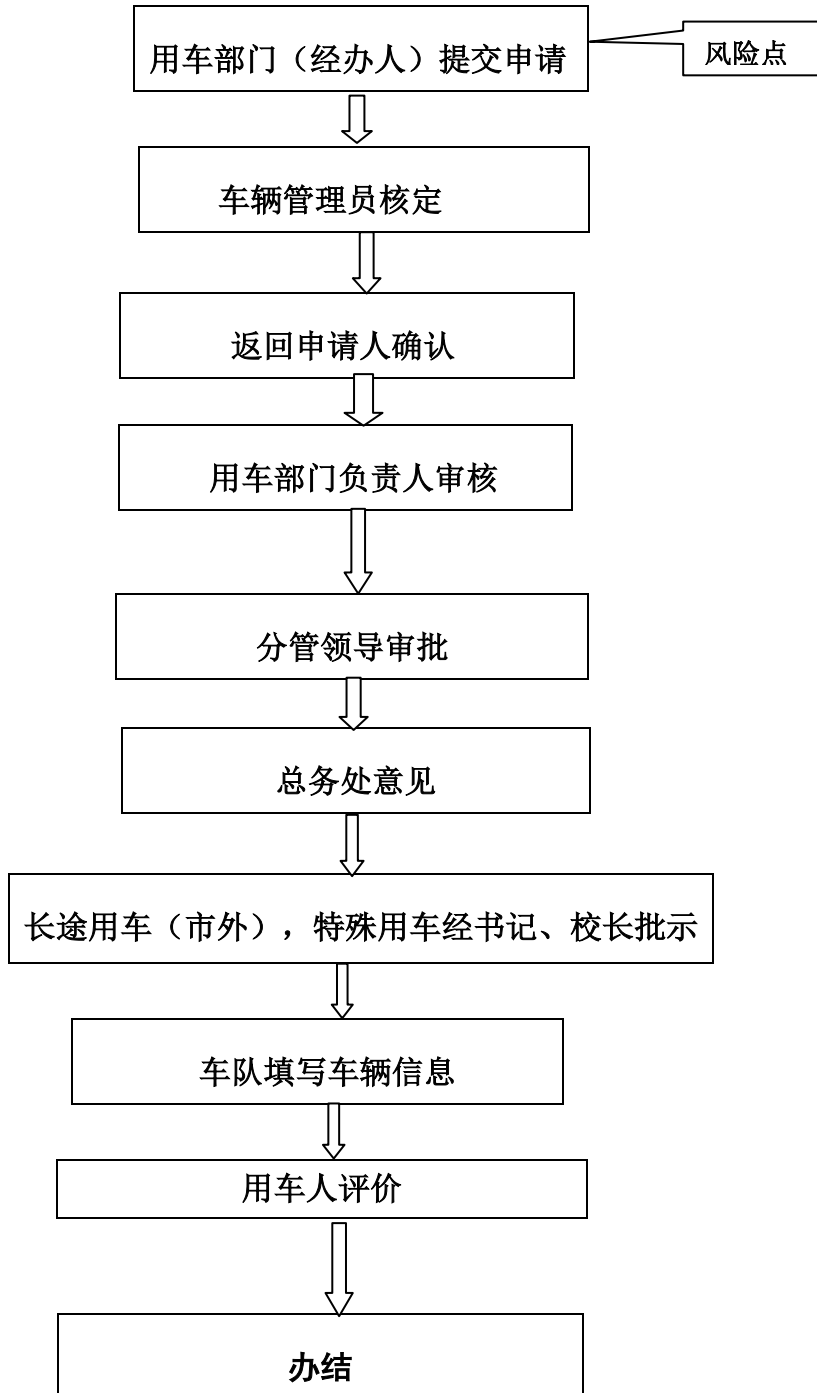 用车部门（经办人）提交申请
风险点
车辆管理员核定
返回申请人确认
用车部门负责人审核
分管领导审批
总务处意见
长途用车（市外），特殊用车经书记、校长批示
车队填写车辆信息
用车人评价
办结